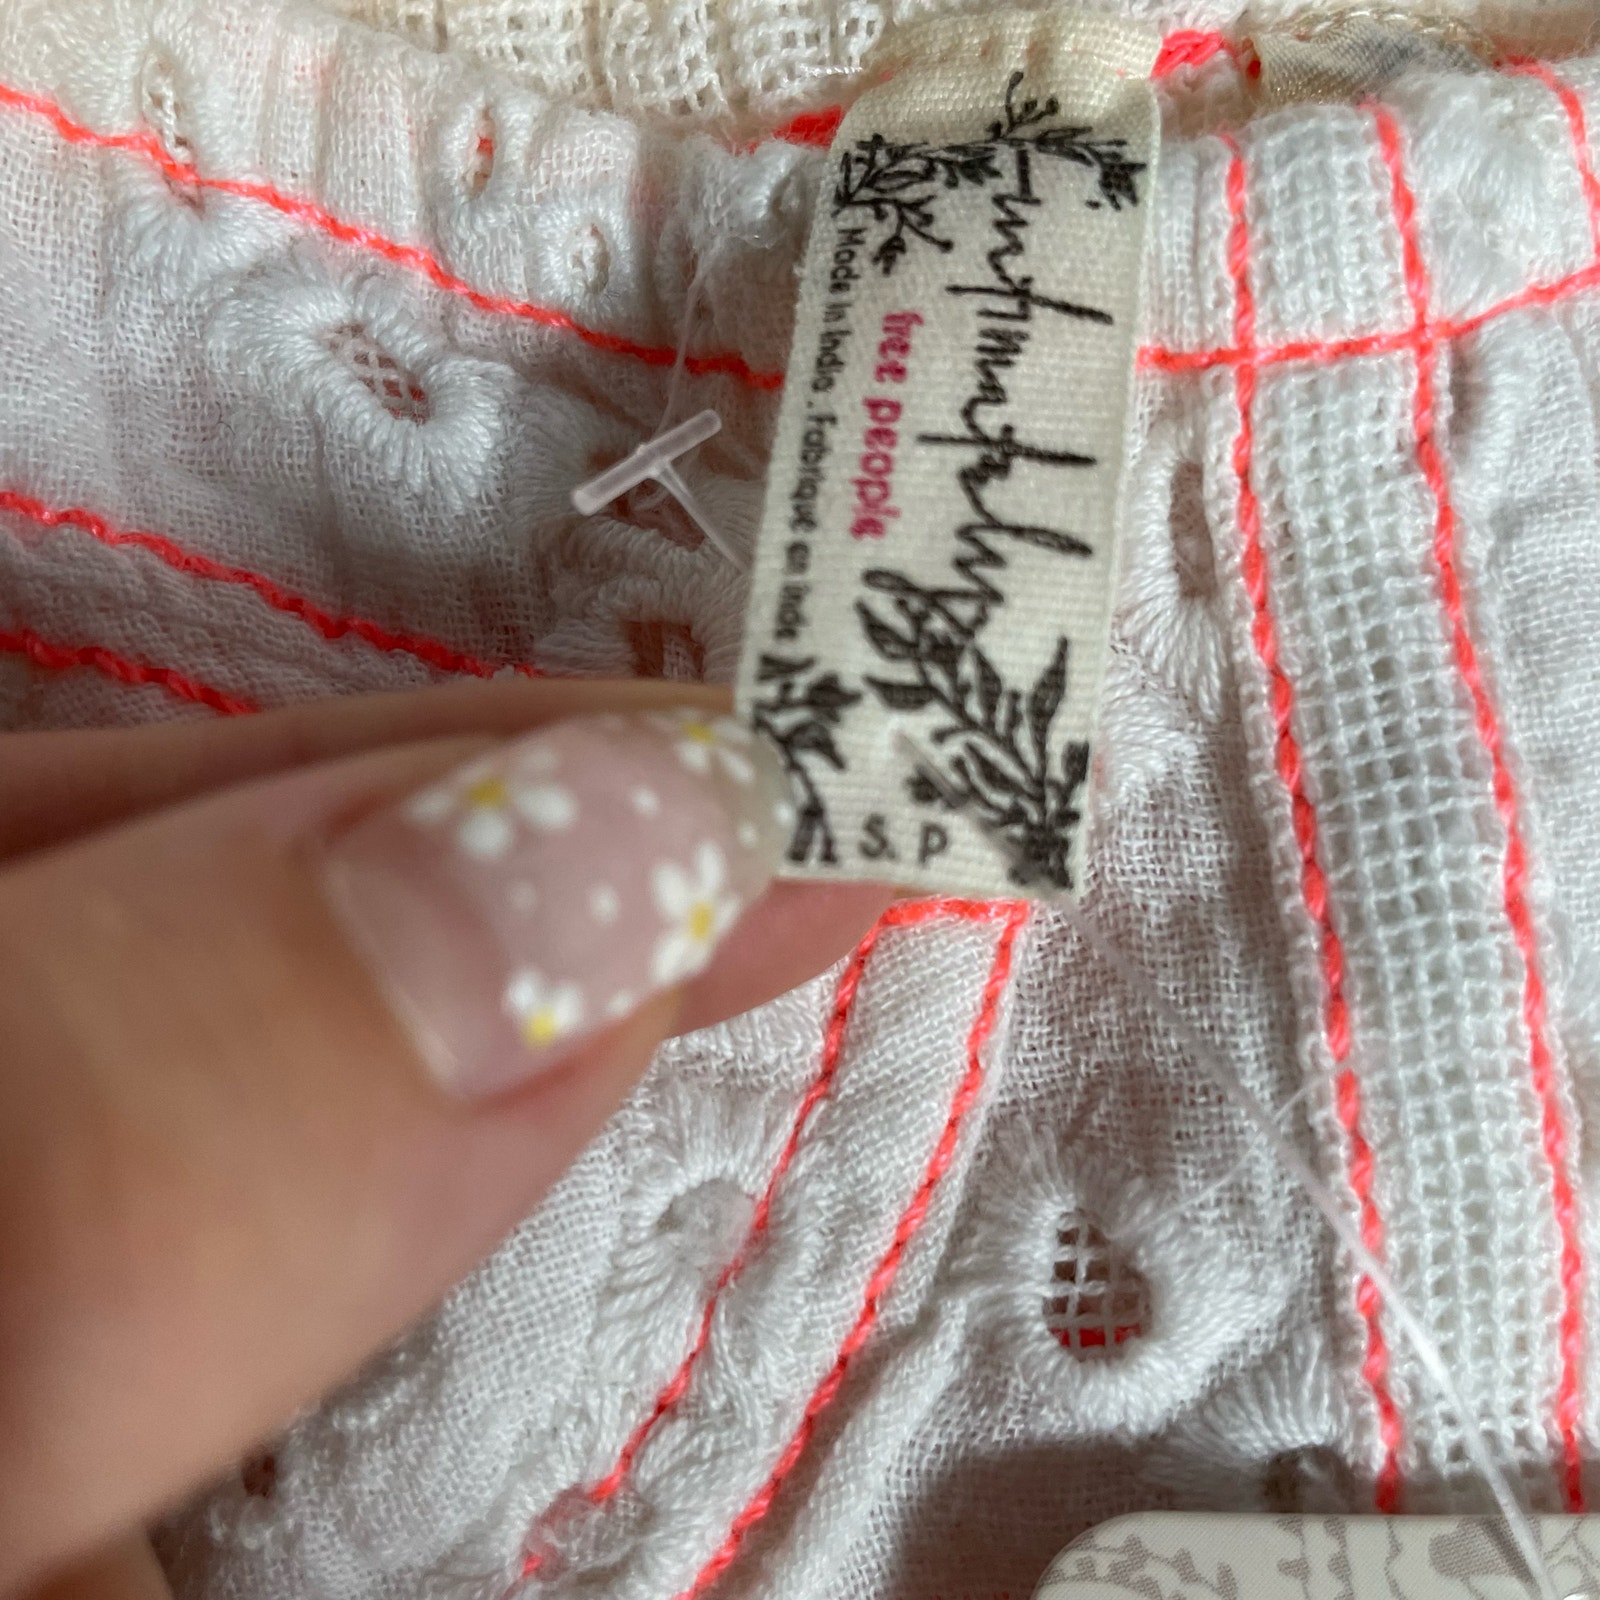 Intimately
free people
Made in India . Fabriqué en Inde
S. P